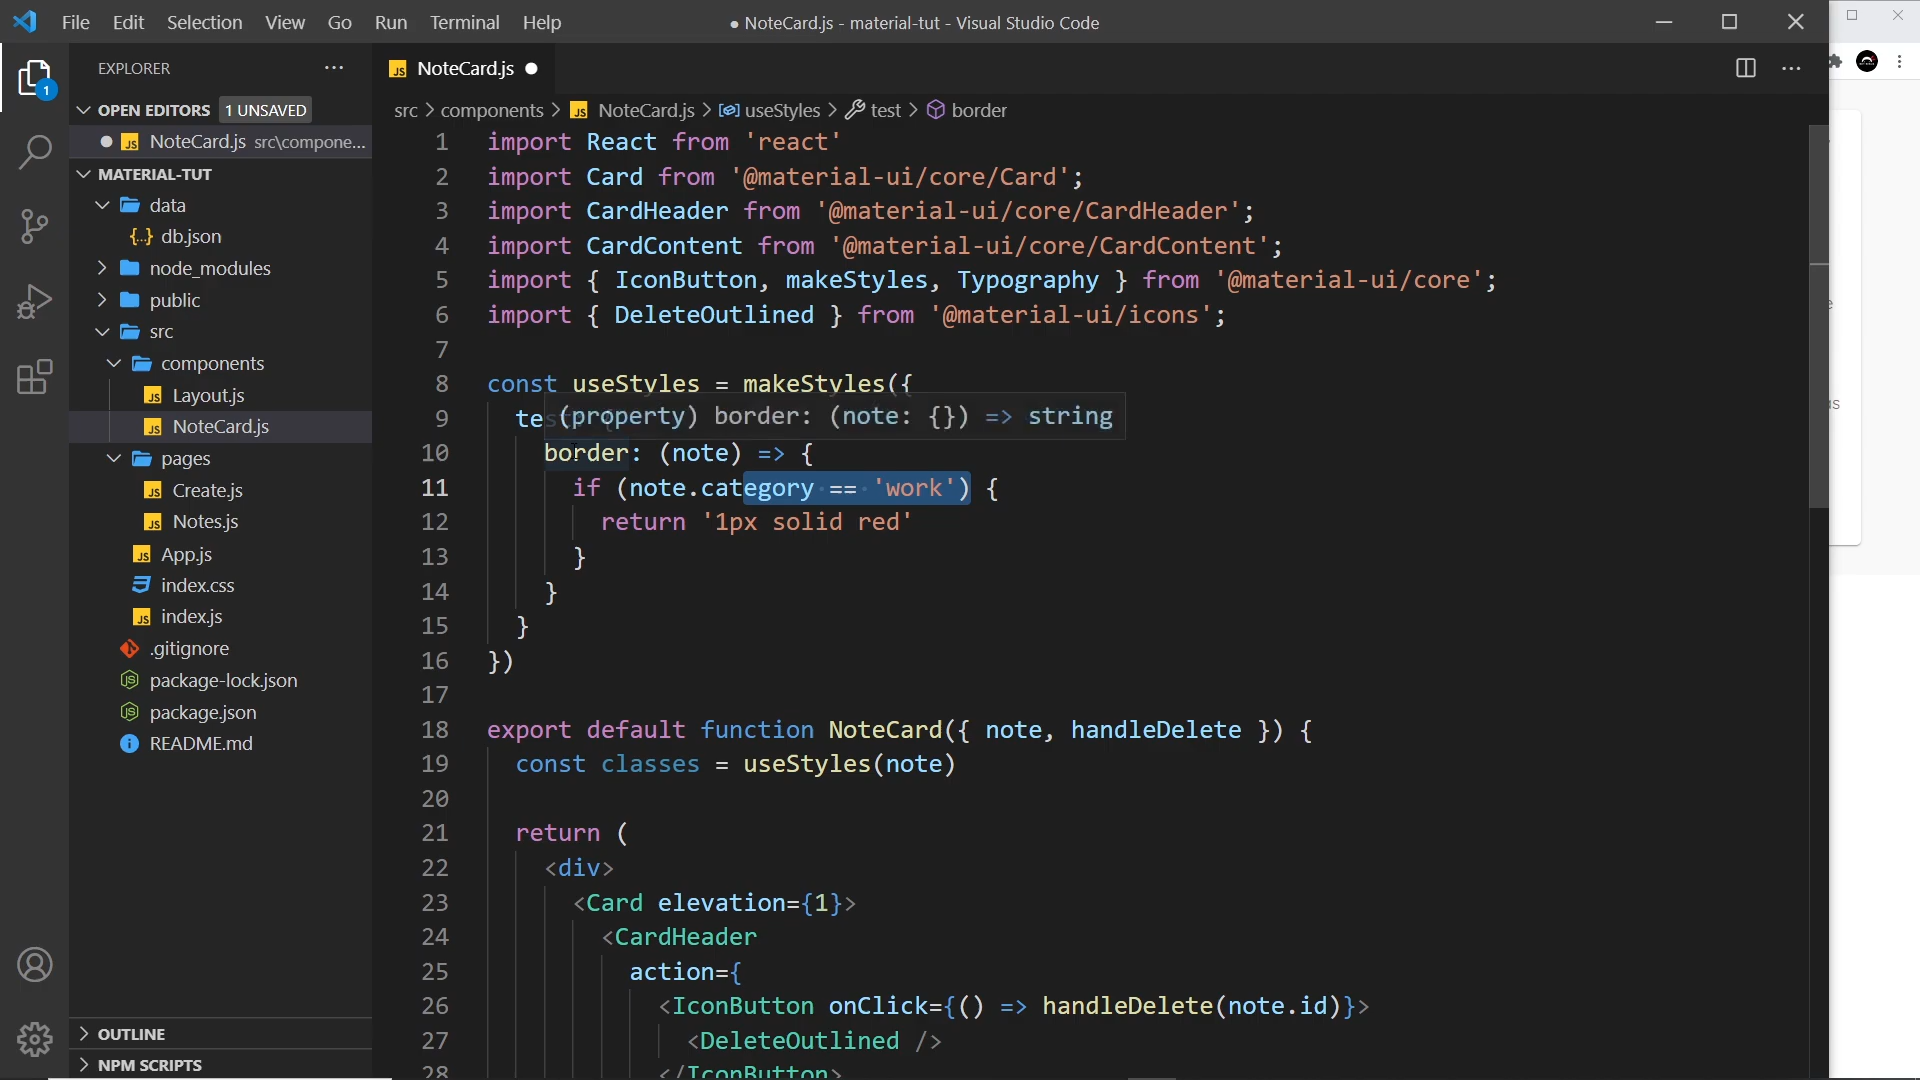 File Edit Selection View Go Run Terminal Help
● NoteCard.js - material-tut - Visual Studio Code
EXPLORER
OPEN EDITORS 1 UNSAVED
NoteCard.js src\compone...
MATERIAL-TUT
data
db.json
node_modules
public
src
components
Layout.js
NoteCard.js
pages
Create.js
Notes.js
App.js
index.css
index.js
.gitignore
package-lock.json
package.json
README.md
OUTLINE
NPM SCRIPTS
1
NoteCard.js
src > components > NoteCard.js > useStyles > test > border
1 import React from 'react'
2 import Card from '@material-ui/core/Card';
3 import CardHeader from '@material-ui/core/CardHeader';
4 import CardContent from '@material-ui/core/CardContent';
5 import { IconButton, makeStyles, Typography } from '@material-ui/core';
6 import { DeleteOutlined } from '@material-ui/icons';
7
8 const useStyles = makeStyles({
(property) border: (note: {}) => string
9 te
10 border: (note) => {
11 if (note.category == 'work') {
12 return '1px solid red'
13 }
14 }
15 }
16 })
17
18 export default function NoteCard({ note, handleDelete }) {
19 const classes = useStyles(note)
20
21 return (
22 <div>
23 <Card elevation={1}>
24 <CardHeader
25 action={
26 <IconButton onClick={() => handleDelete(note.id)}>
27 <DeleteOutlined />
28 </IconButton>